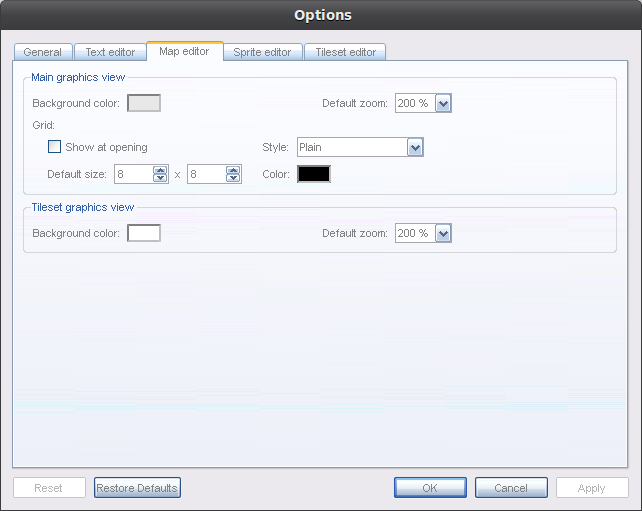 Options
General Text editor Map editor Sprite editor Tileset editor
Main graphics view
Background color: Default zoom: 200 %
Grid:
Show at opening Style: Plain
Default size: 8 x 8 Color:
Tileset graphics view
Background color: Default zoom: 200 %
Reset Restore Defaults OK Cancel Apply